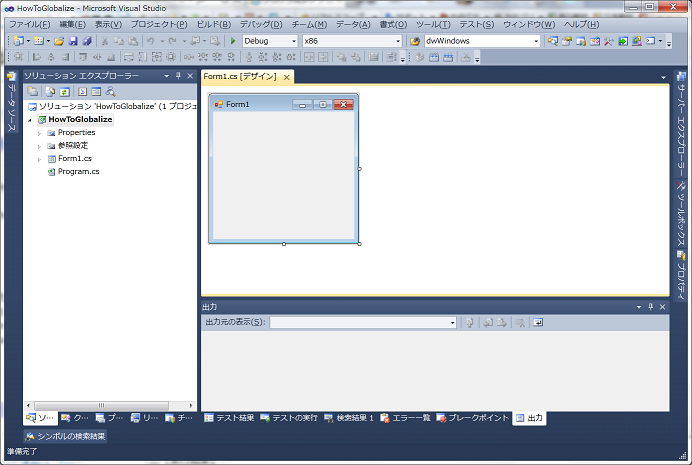 HowToGlobalize - Microsoft Visual Studio
ファイル(F) 編集(E) 表示(V) プロジェクト(P) ビルド(B) デバッグ(D) チーム(M) データ(A) 書式(O) ツール(T) テスト(S) ウィンドウ(W) ヘルプ(H)
Debug x86 dwWindows
データ ソース
ソリューション エクスプローラー
ソリューション 'HowToGlobalize' (1 プロジェ
HowToGlobalize
Properties
参照設定
Form1.cs
Program.cs
Form1.cs [デザイン]
Form1
サーバー エクスプローラー
ツールボックス
プロパティ
出力
出力元の表示(S):
ソ... ク... プ... リ... チ...
テスト結果 テストの実行 検索結果 1 エラー一覧 ブレークポイント 出力
シンボルの検索結果
準備完了